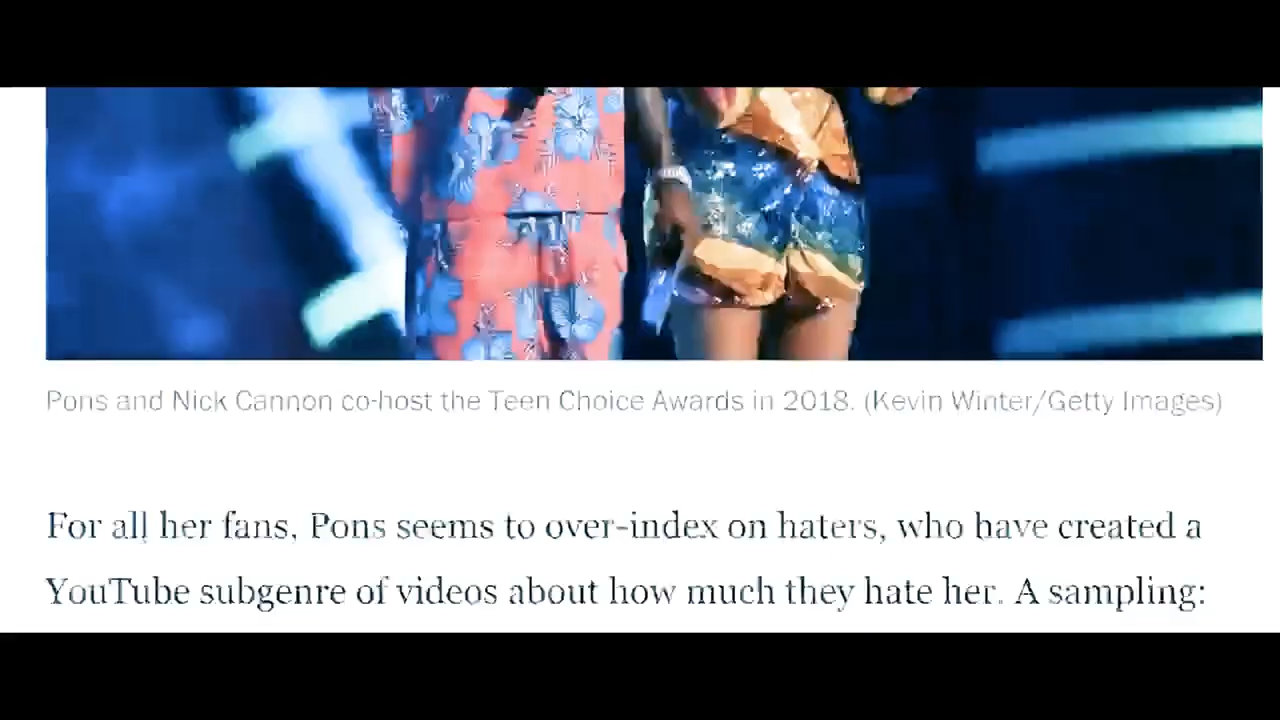 Pons and Nick Cannon co-host the Teen Choice Awards in 2018. (Kevin Winter/Getty Images)
For all her fans, Pons seems to over-index on haters, who have created a
YouTube subgenre of videos about how much they hate her. A sampling: